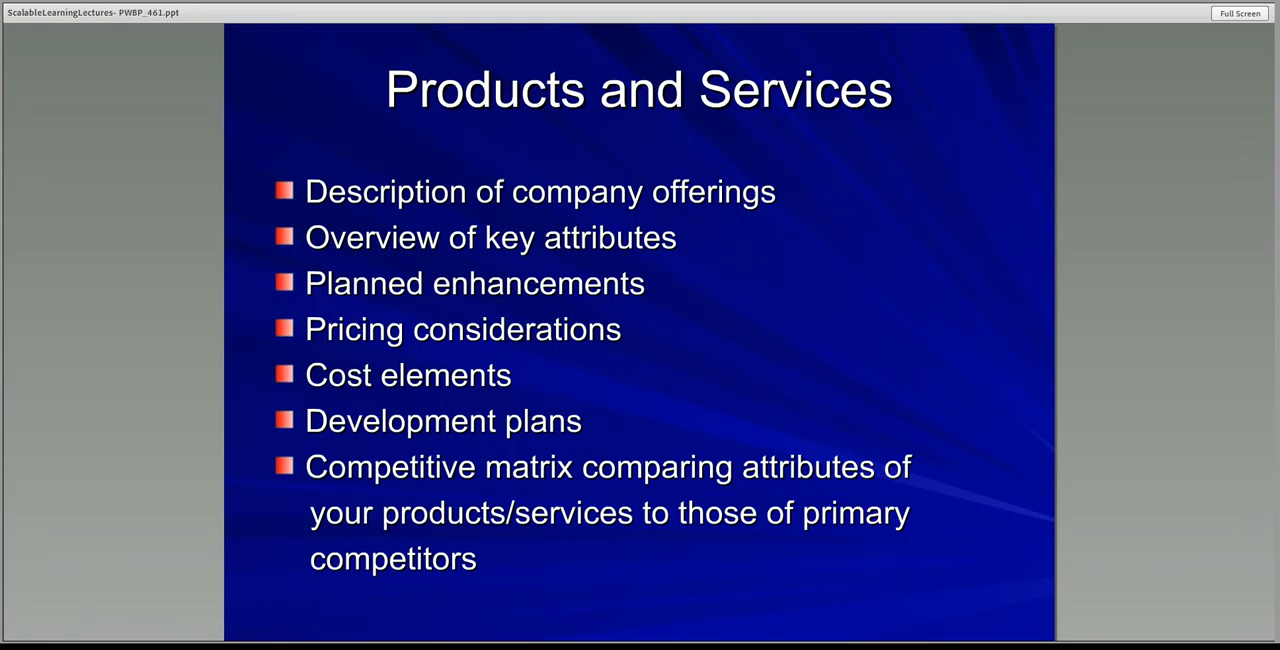 ScalableLearningLectures- PWBP_461.ppt
Full Screen
Products and Services
Description of company offerings
Overview of key attributes
Planned enhancements
Pricing considerations
Cost elements
Development plans
Competitive matrix comparing attributes of
your products/services to those of primary
competitors